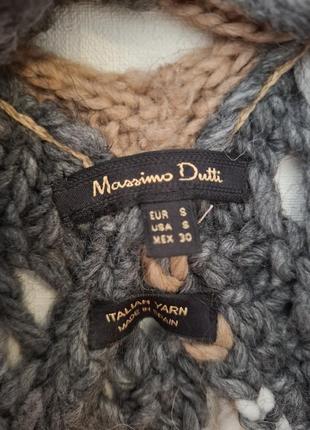 Massimo Dutti
EUR S
USA S
MEX 30
ITALIAN YARN
MADE IN SPAIN